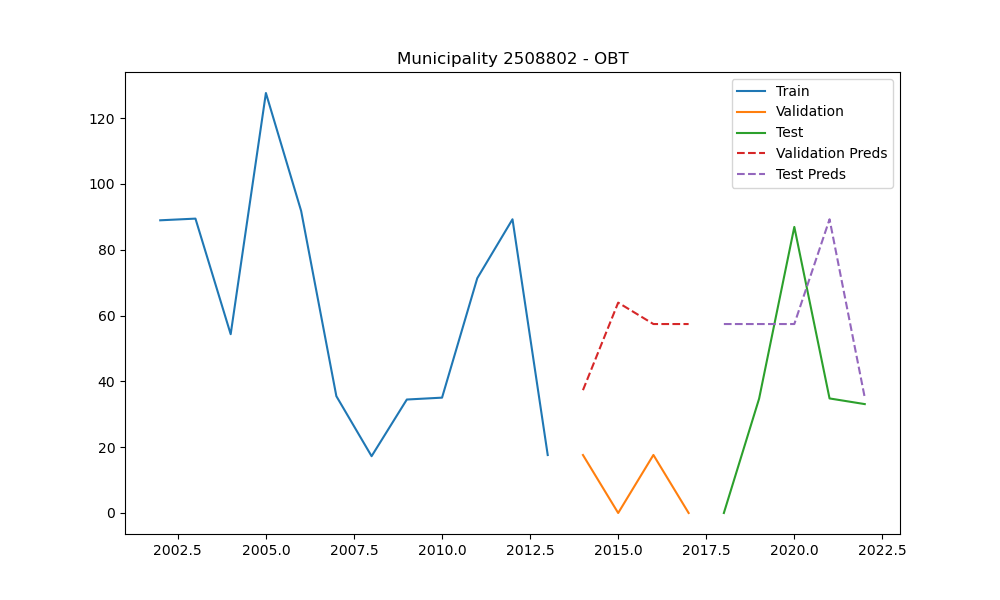 Municipality 2508802 - OBT
Train
Validation
Test
Validation Preds
Test Preds
120
100
80
60
40
20
0
2002.5 2005.0 2007.5 2010.0 2012.5 2015.0 2017.5 2020.0 2022.5